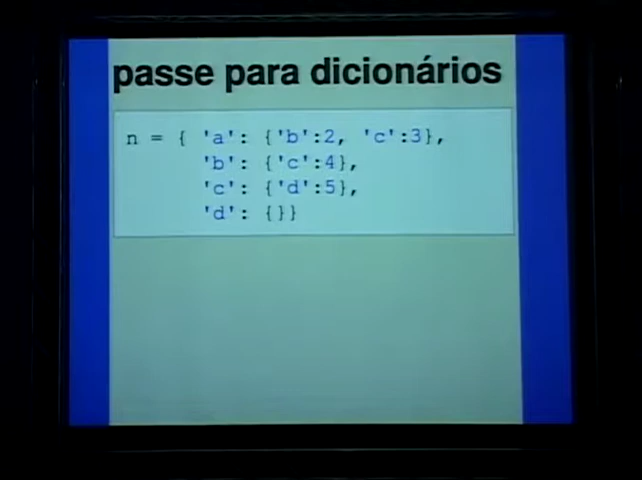 passe para dicionários
n = { 'a': {'b':2, 'c':3},
'b': {'c':4},
'c': {'d':5},
'd': {}}